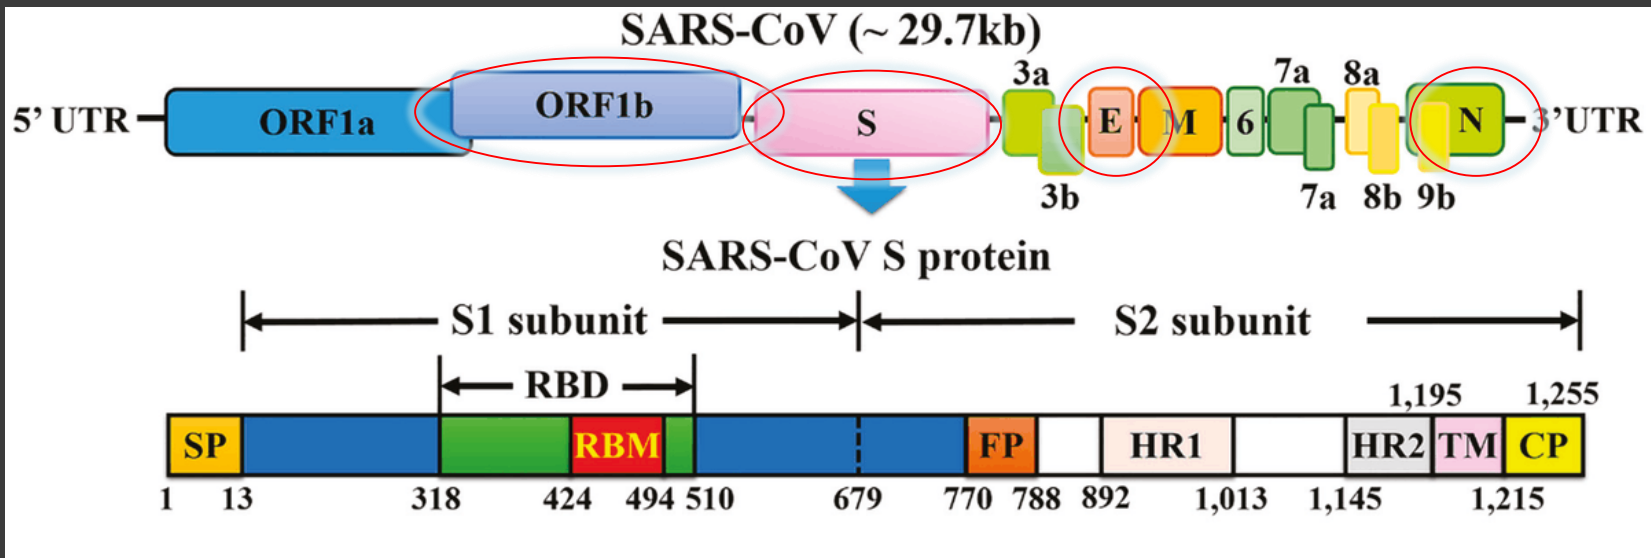 SARS-CoV (~ 29.7kb)
3a
7a
8a
5' UTR
ORF1a
ORF1b
S
E
M
6
N
3'UTR
3b
7a
8b
9b
SARS-CoV S protein
S1 subunit
S2 subunit
RBD
1,195
1,255
SP
RBM
FP
HR1
HR2
TM
CP
1
13
318
424
494
510
679
770
788
892
1,013
1,145
1,215